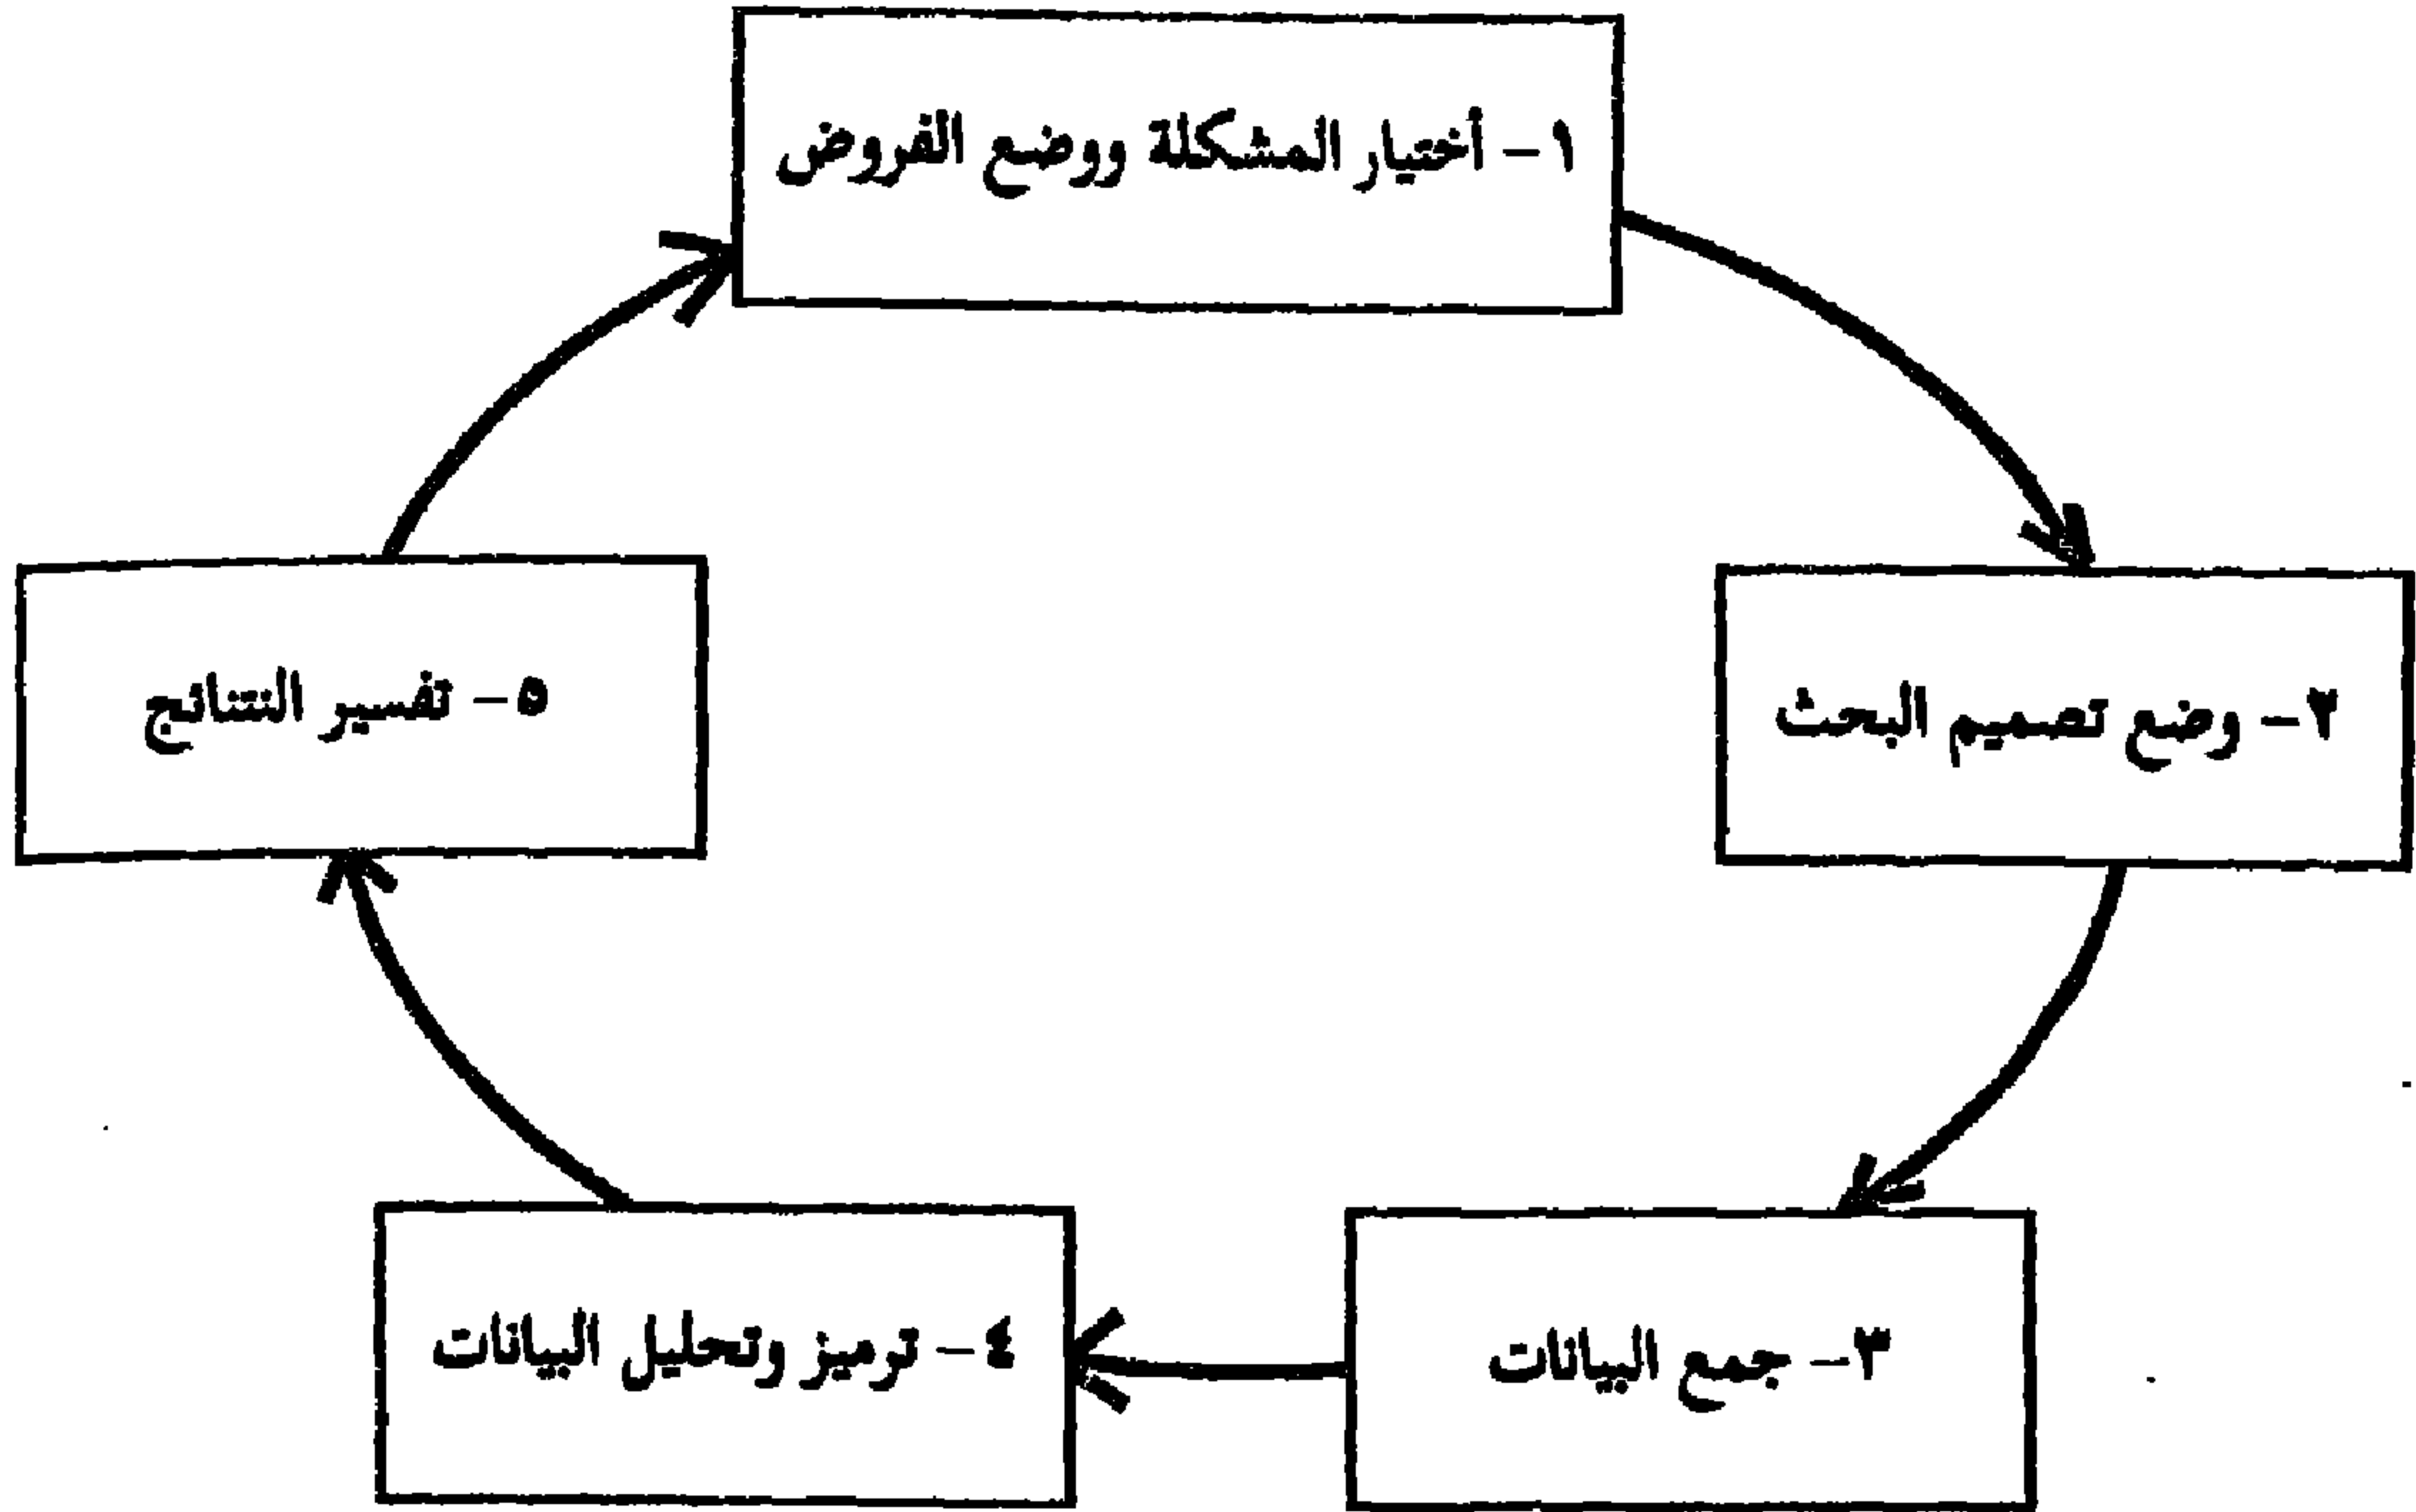 ١ - أختيار المشكلة ووضع الفروض
٢ - وضع تصميم البحث
٣ - جمع البيانات
٤ - ترميز وتحليل البيانات
٥ - تفسير النتائج